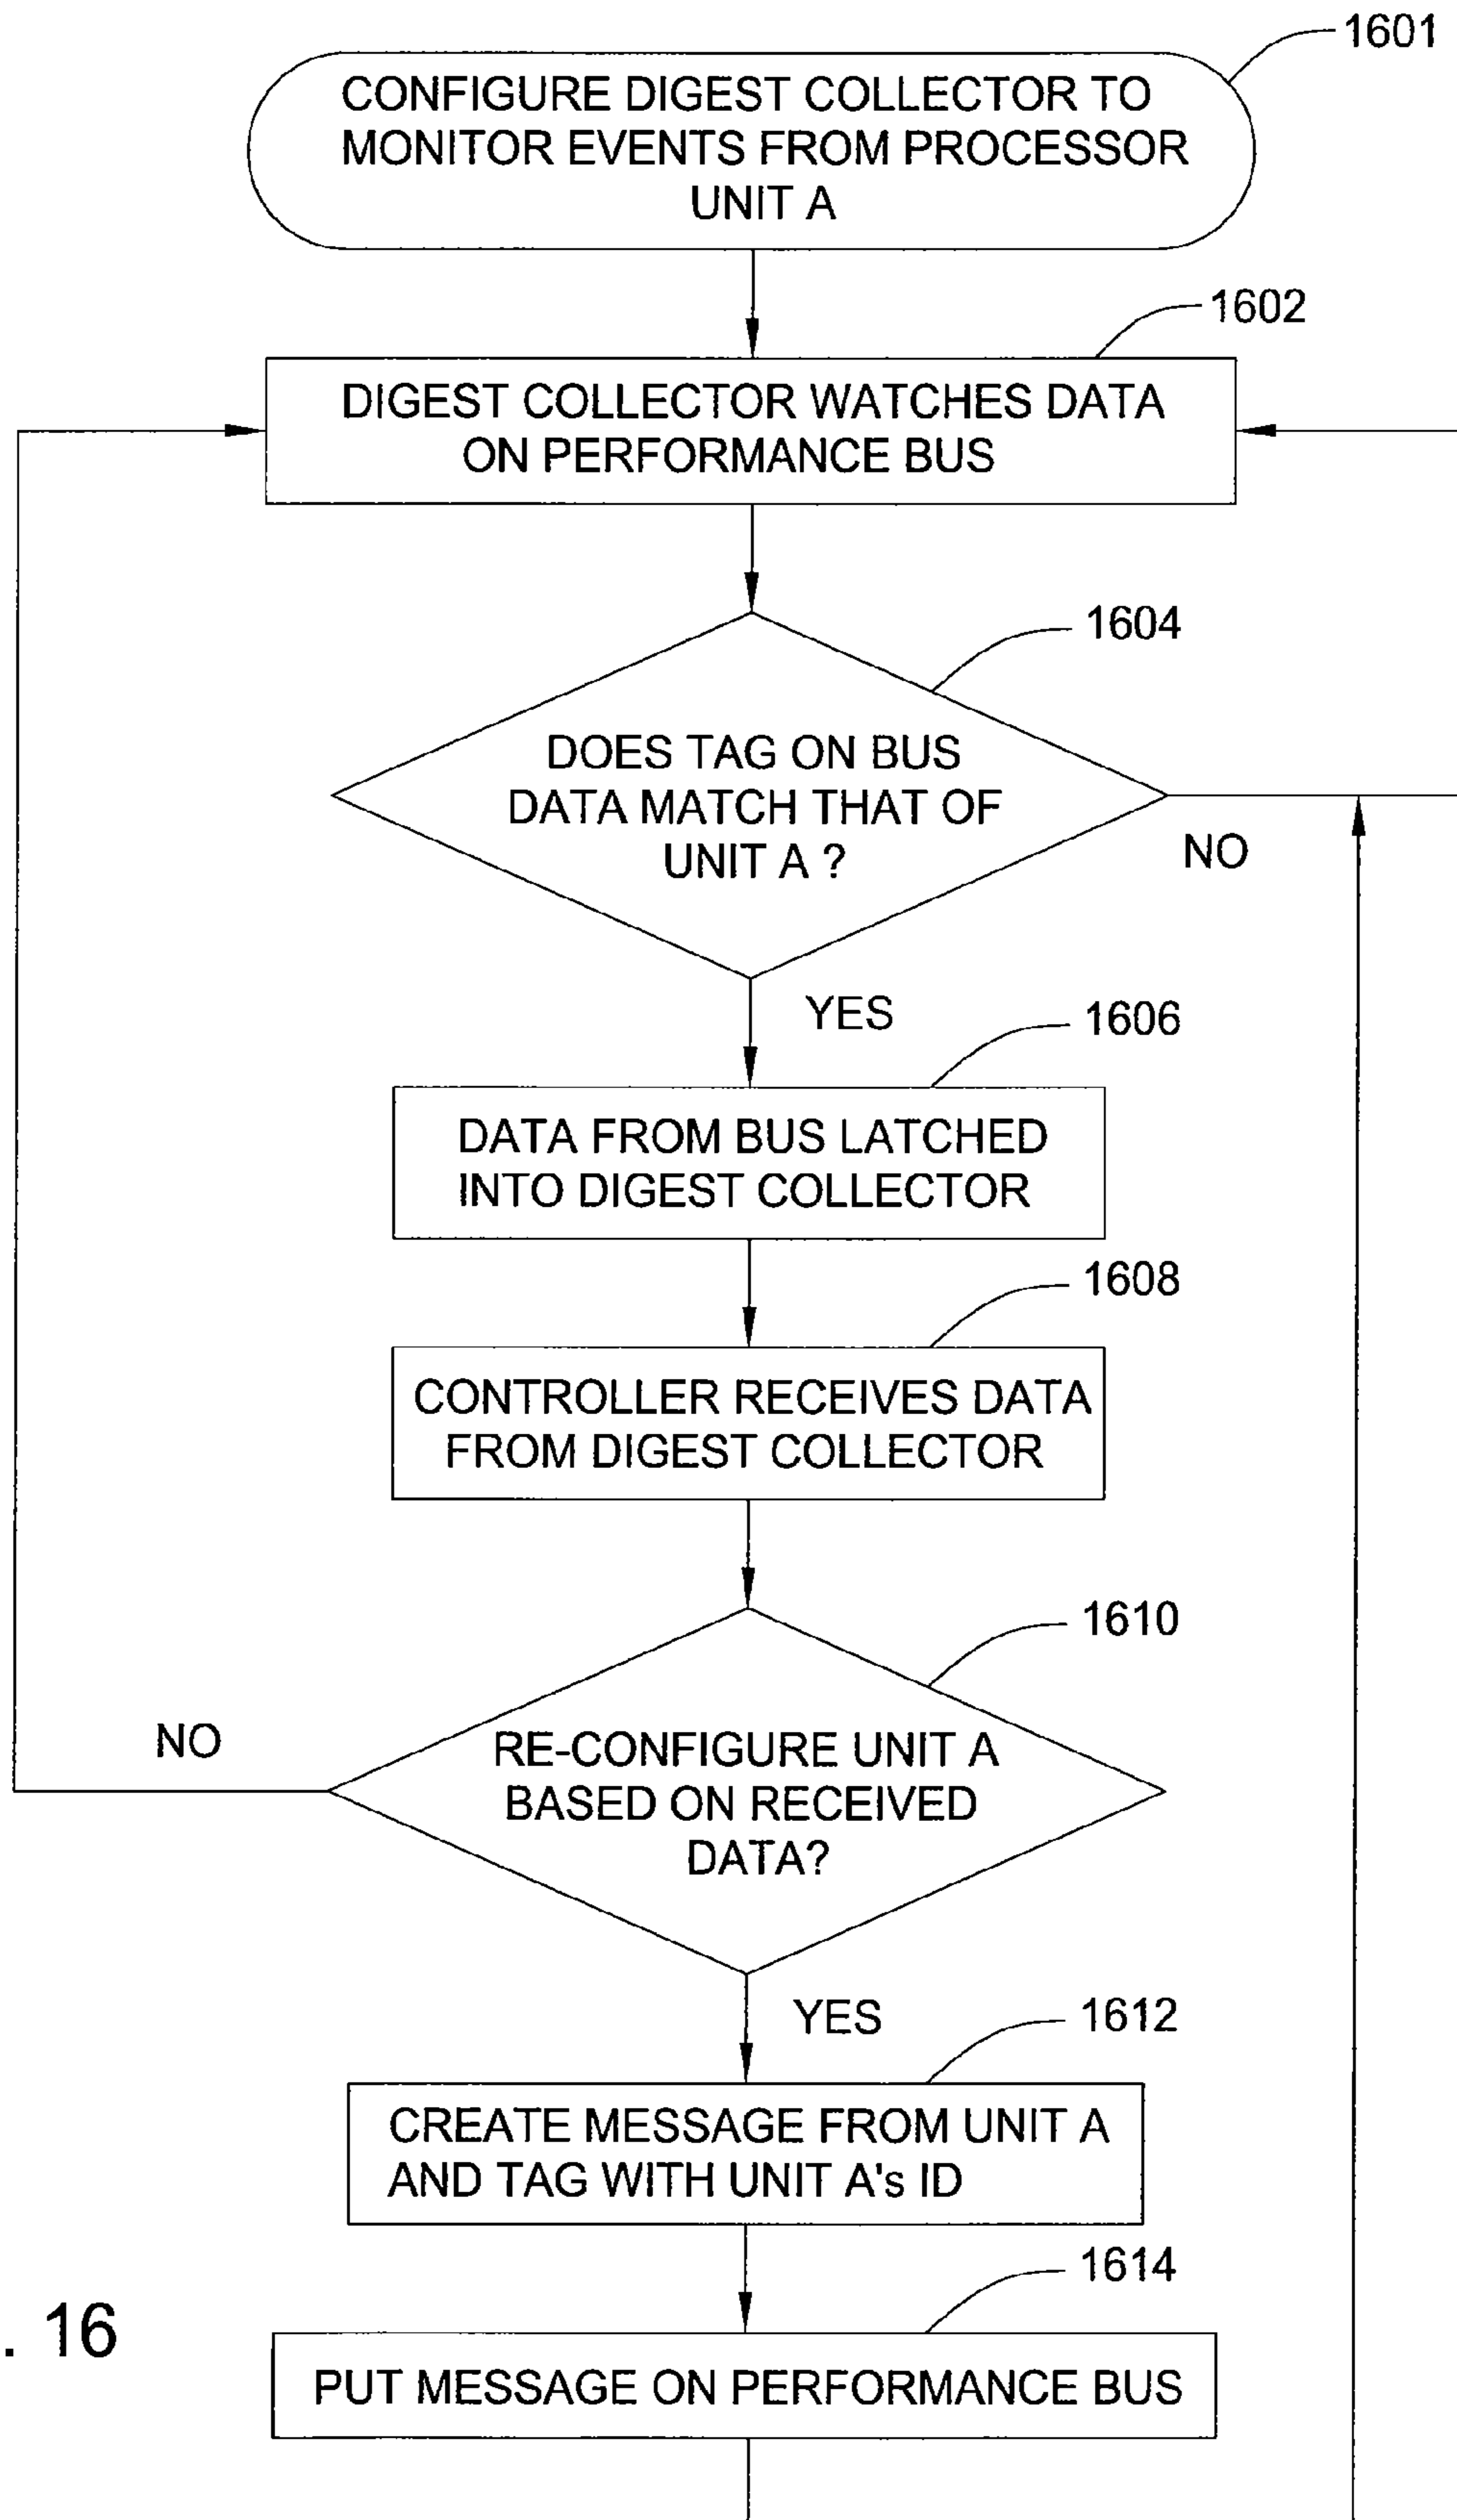 1601
CONFIGURE DIGEST COLLECTOR TO
MONITOR EVENTS FROM PROCESSOR
UNIT A
1602
DIGEST COLLECTOR WATCHES DATA
ON PERFORMANCE BUS
1604
DOES TAG ON BUS
DATA MATCH THAT OF
UNIT A ?
NO
YES
1606
DATA FROM BUS LATCHED
INTO DIGEST COLLECTOR
1608
CONTROLLER RECEIVES DATA
FROM DIGEST COLLECTOR
1610
NO
RE-CONFIGURE UNIT A
BASED ON RECEIVED
DATA?
YES
1612
CREATE MESSAGE FROM UNIT A
AND TAG WITH UNIT A's ID
1614
. 16
PUT MESSAGE ON PERFORMANCE BUS